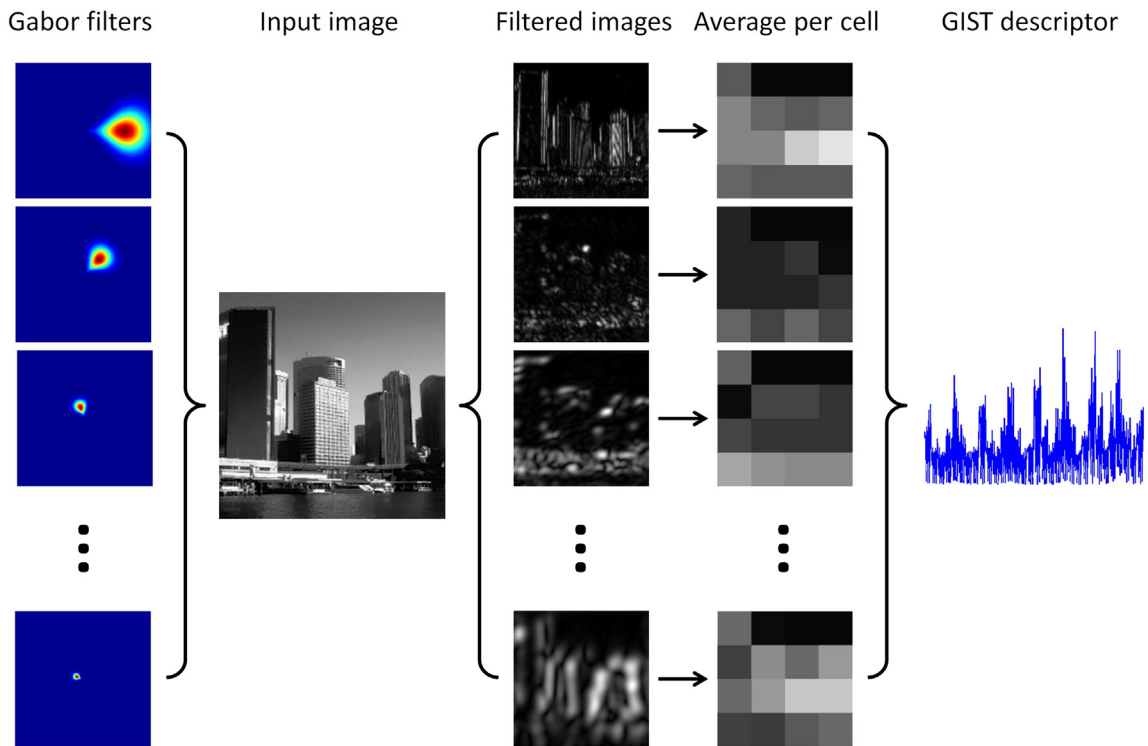 Gabor filters
Input image
Filtered images
Average per cell
GIST descriptor